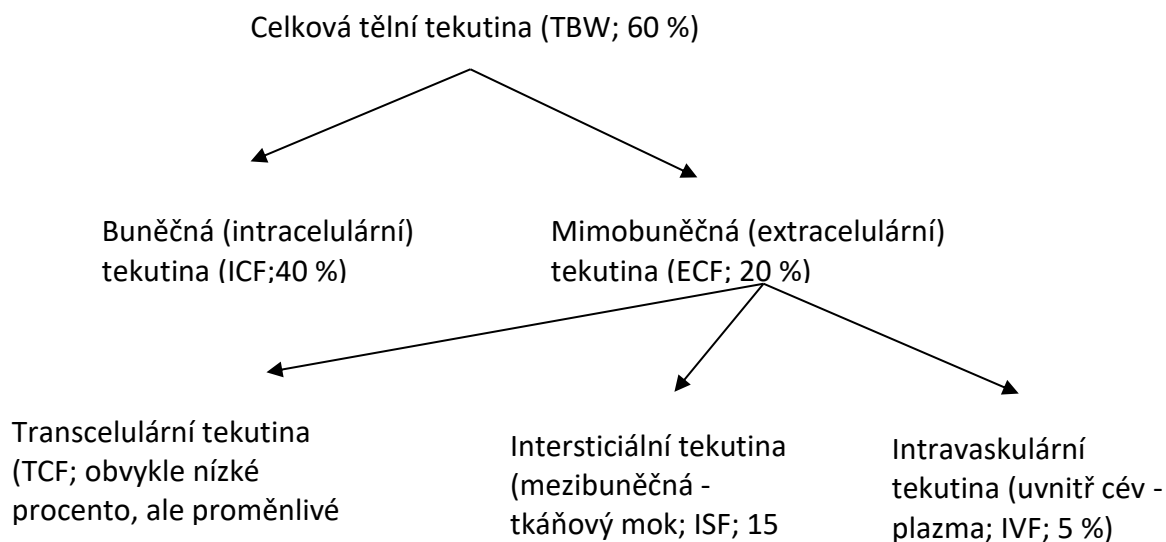 Celková tělní tekutina (TBW; 60 %)
Buněčná (intracelulární)
tekutina (ICF;40 %)
Mimobuněčná (extracelulární)
tekutina (ECF; 20 %)
Transcelulární tekutina
(TCF; obvykle nízké
procento, ale proměnlivé
Intersticiální tekutina
(mezibuněčná -
tkáňový mok; ISF; 15
Intravaskulární
tekutina (uvnitř cév -
plazma; IVF; 5 %)